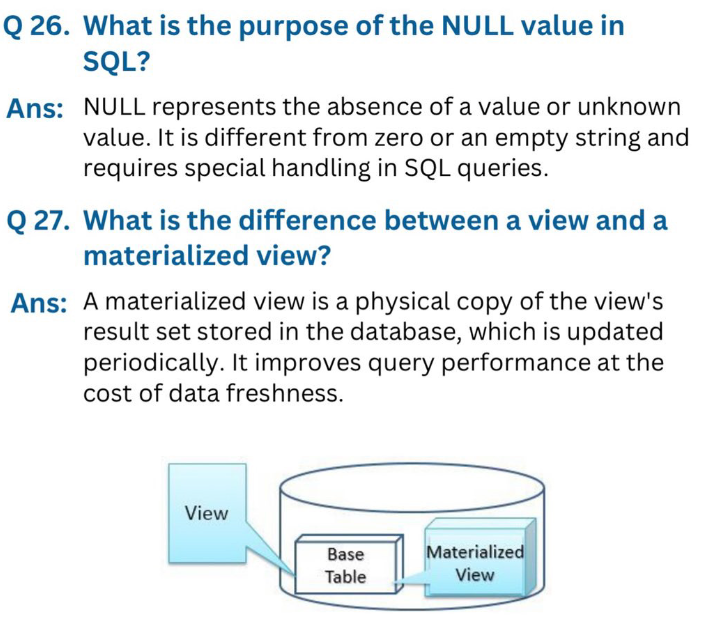 Q 26. What is the purpose of the NULL value in
SQL?
Ans: NULL represents the absence of a value or unknown
value. It is different from zero or an empty string and
requires special handling in SQL queries.
Q 27. What is the difference between a view and a
materialized view?
Ans: A materialized view is a physical copy of the view's
result set stored in the database, which is updated
periodically. It improves query performance at the
cost of data freshness.
View
Base
Table
Materialized
View